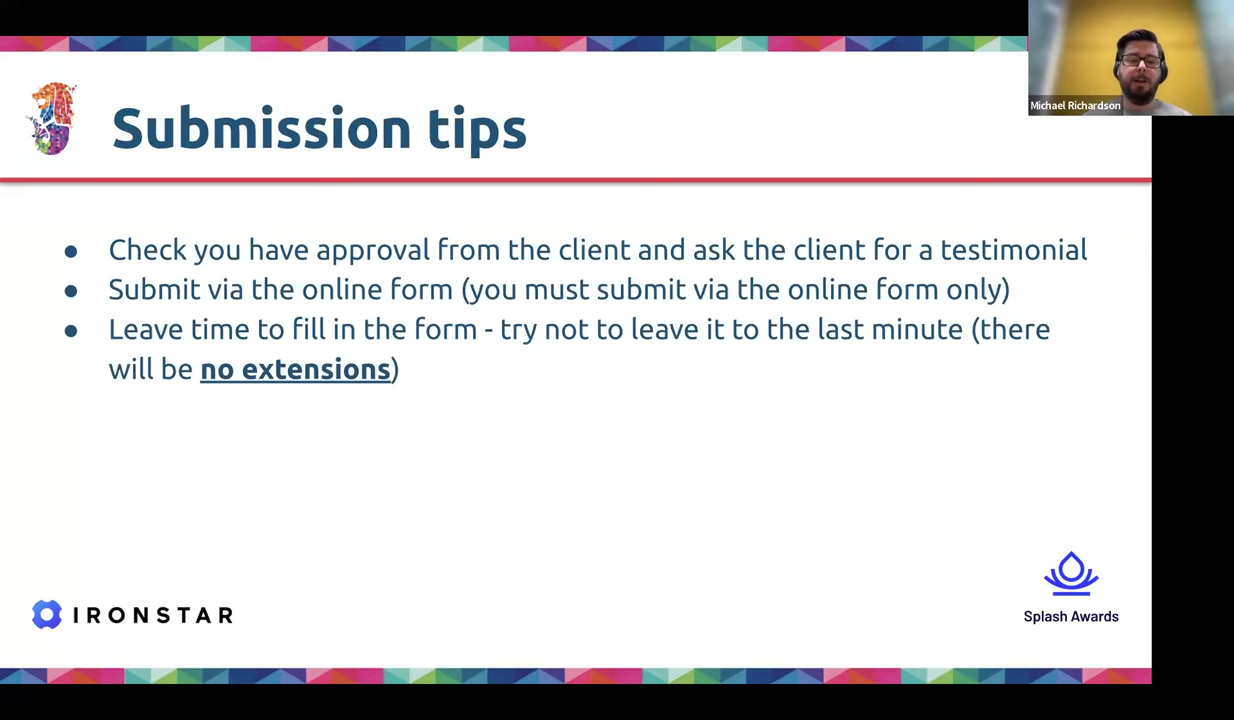 Michael Richardson
Submission tips
● Check you have approval from the client and ask the client for a testimonial
● Submit via the online form (you must submit via the online form only)
● Leave time to fill in the form - try not to leave it to the last minute (there
will be no extensions)
IRONSTAR
Splash Awards